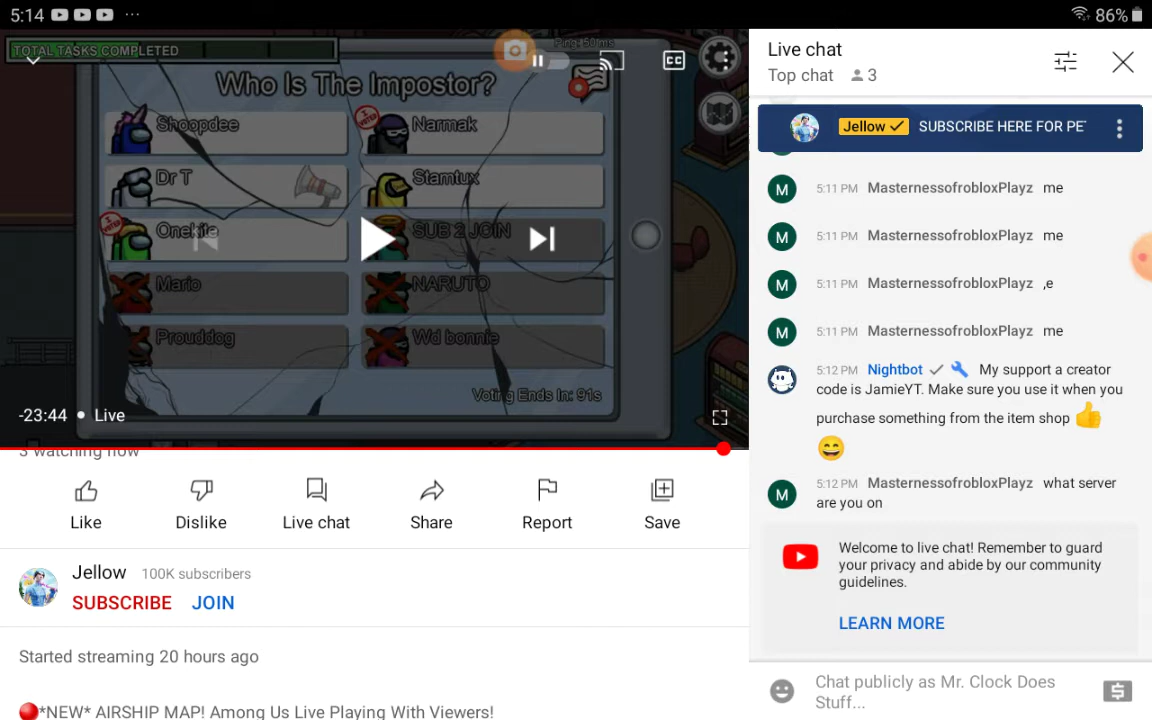 5:14
86%
TOTAL TASKS COMPLETED
Ping: 50 ms
CC
Who Is The Impostor?
Shoopdee
Narmak
I VOTED
Dr T
Stamtux
I VOTED
Onekite
SUB 2 JOIN
Mario
NARUTO
Prouddog
Wd bonnie
Voting Ends In: 91s
-23:44 • Live
3 watching now
Like
Dislike
Live chat
Share
Report
Save
Jellow 100K subscribers
SUBSCRIBE JOIN
Started streaming 20 hours ago
🔴*NEW* AIRSHIP MAP! Among Us Live Playing With Viewers!
Live chat
Top chat 3
Jellow ✓ SUBSCRIBE HERE FOR PE
M 5:11 PM MasternessofrobloxPlayz me
M 5:11 PM MasternessofrobloxPlayz me
M 5:11 PM MasternessofrobloxPlayz ,e
M 5:11 PM MasternessofrobloxPlayz me
5:12 PM Nightbot ✓ 🔧 My support a creator
code is JamieYT. Make sure you use it when you
purchase something from the item shop 👍
😄
M 5:12 PM MasternessofrobloxPlayz what server
are you on
Welcome to live chat! Remember to guard
your privacy and abide by our community
guidelines.
LEARN MORE
Chat publicly as Mr. Clock Does
Stuff...